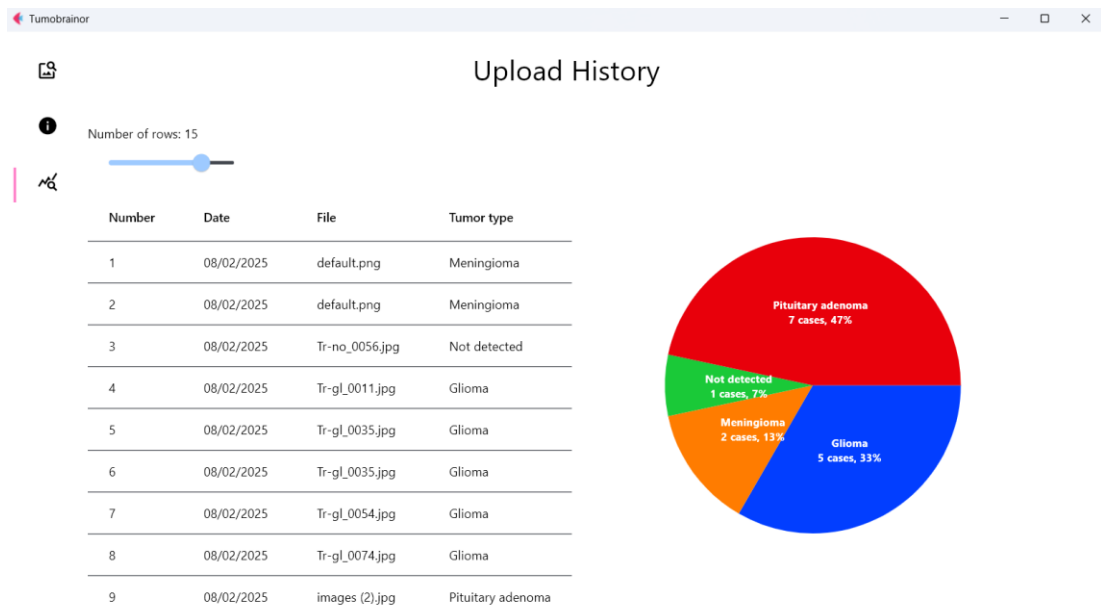 Tumobrainor
Upload History
Number of rows: 15
Number Date File Tumor type
1 08/02/2025 default.png Meningioma
2 08/02/2025 default.png Meningioma
3 08/02/2025 Tr-no_0056.jpg Not detected
4 08/02/2025 Tr-gl_0011.jpg Glioma
5 08/02/2025 Tr-gl_0035.jpg Glioma
6 08/02/2025 Tr-gl_0035.jpg Glioma
7 08/02/2025 Tr-gl_0054.jpg Glioma
8 08/02/2025 Tr-gl_0074.jpg Glioma
9 08/02/2025 images (2).jpg Pituitary adenoma
Pituitary adenoma
7 cases, 47%
Not detected
1 cases, 7%
Meningioma
2 cases, 13%
Glioma
5 cases, 33%